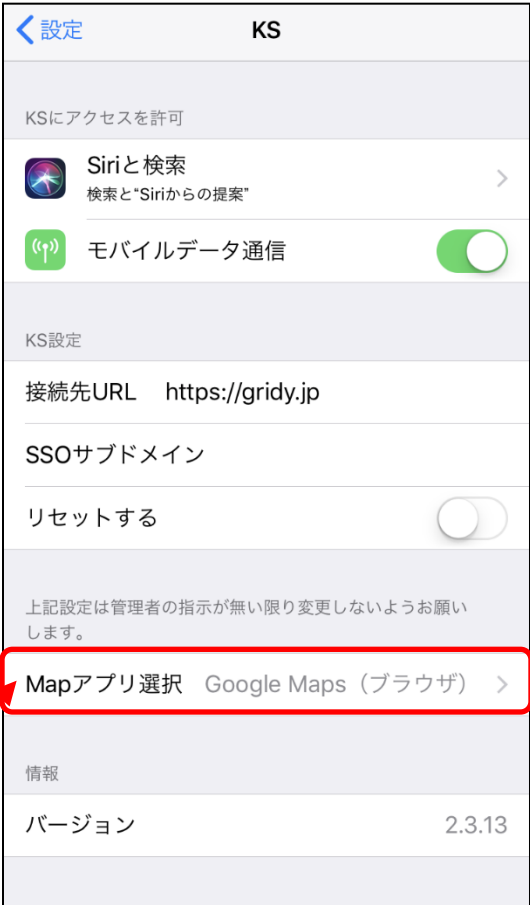 設定
KS
KSにアクセスを許可
Siriと検索
検索と“Siriからの提案”
モバイルデータ通信
KS設定
接続先URL https://gridy.jp
SSOサブドメイン
リセットする
上記設定は管理者の指示が無い限り変更しないようお願い
します。
Mapアプリ選択 Google Maps（ブラウザ）
情報
バージョン 2.3.13